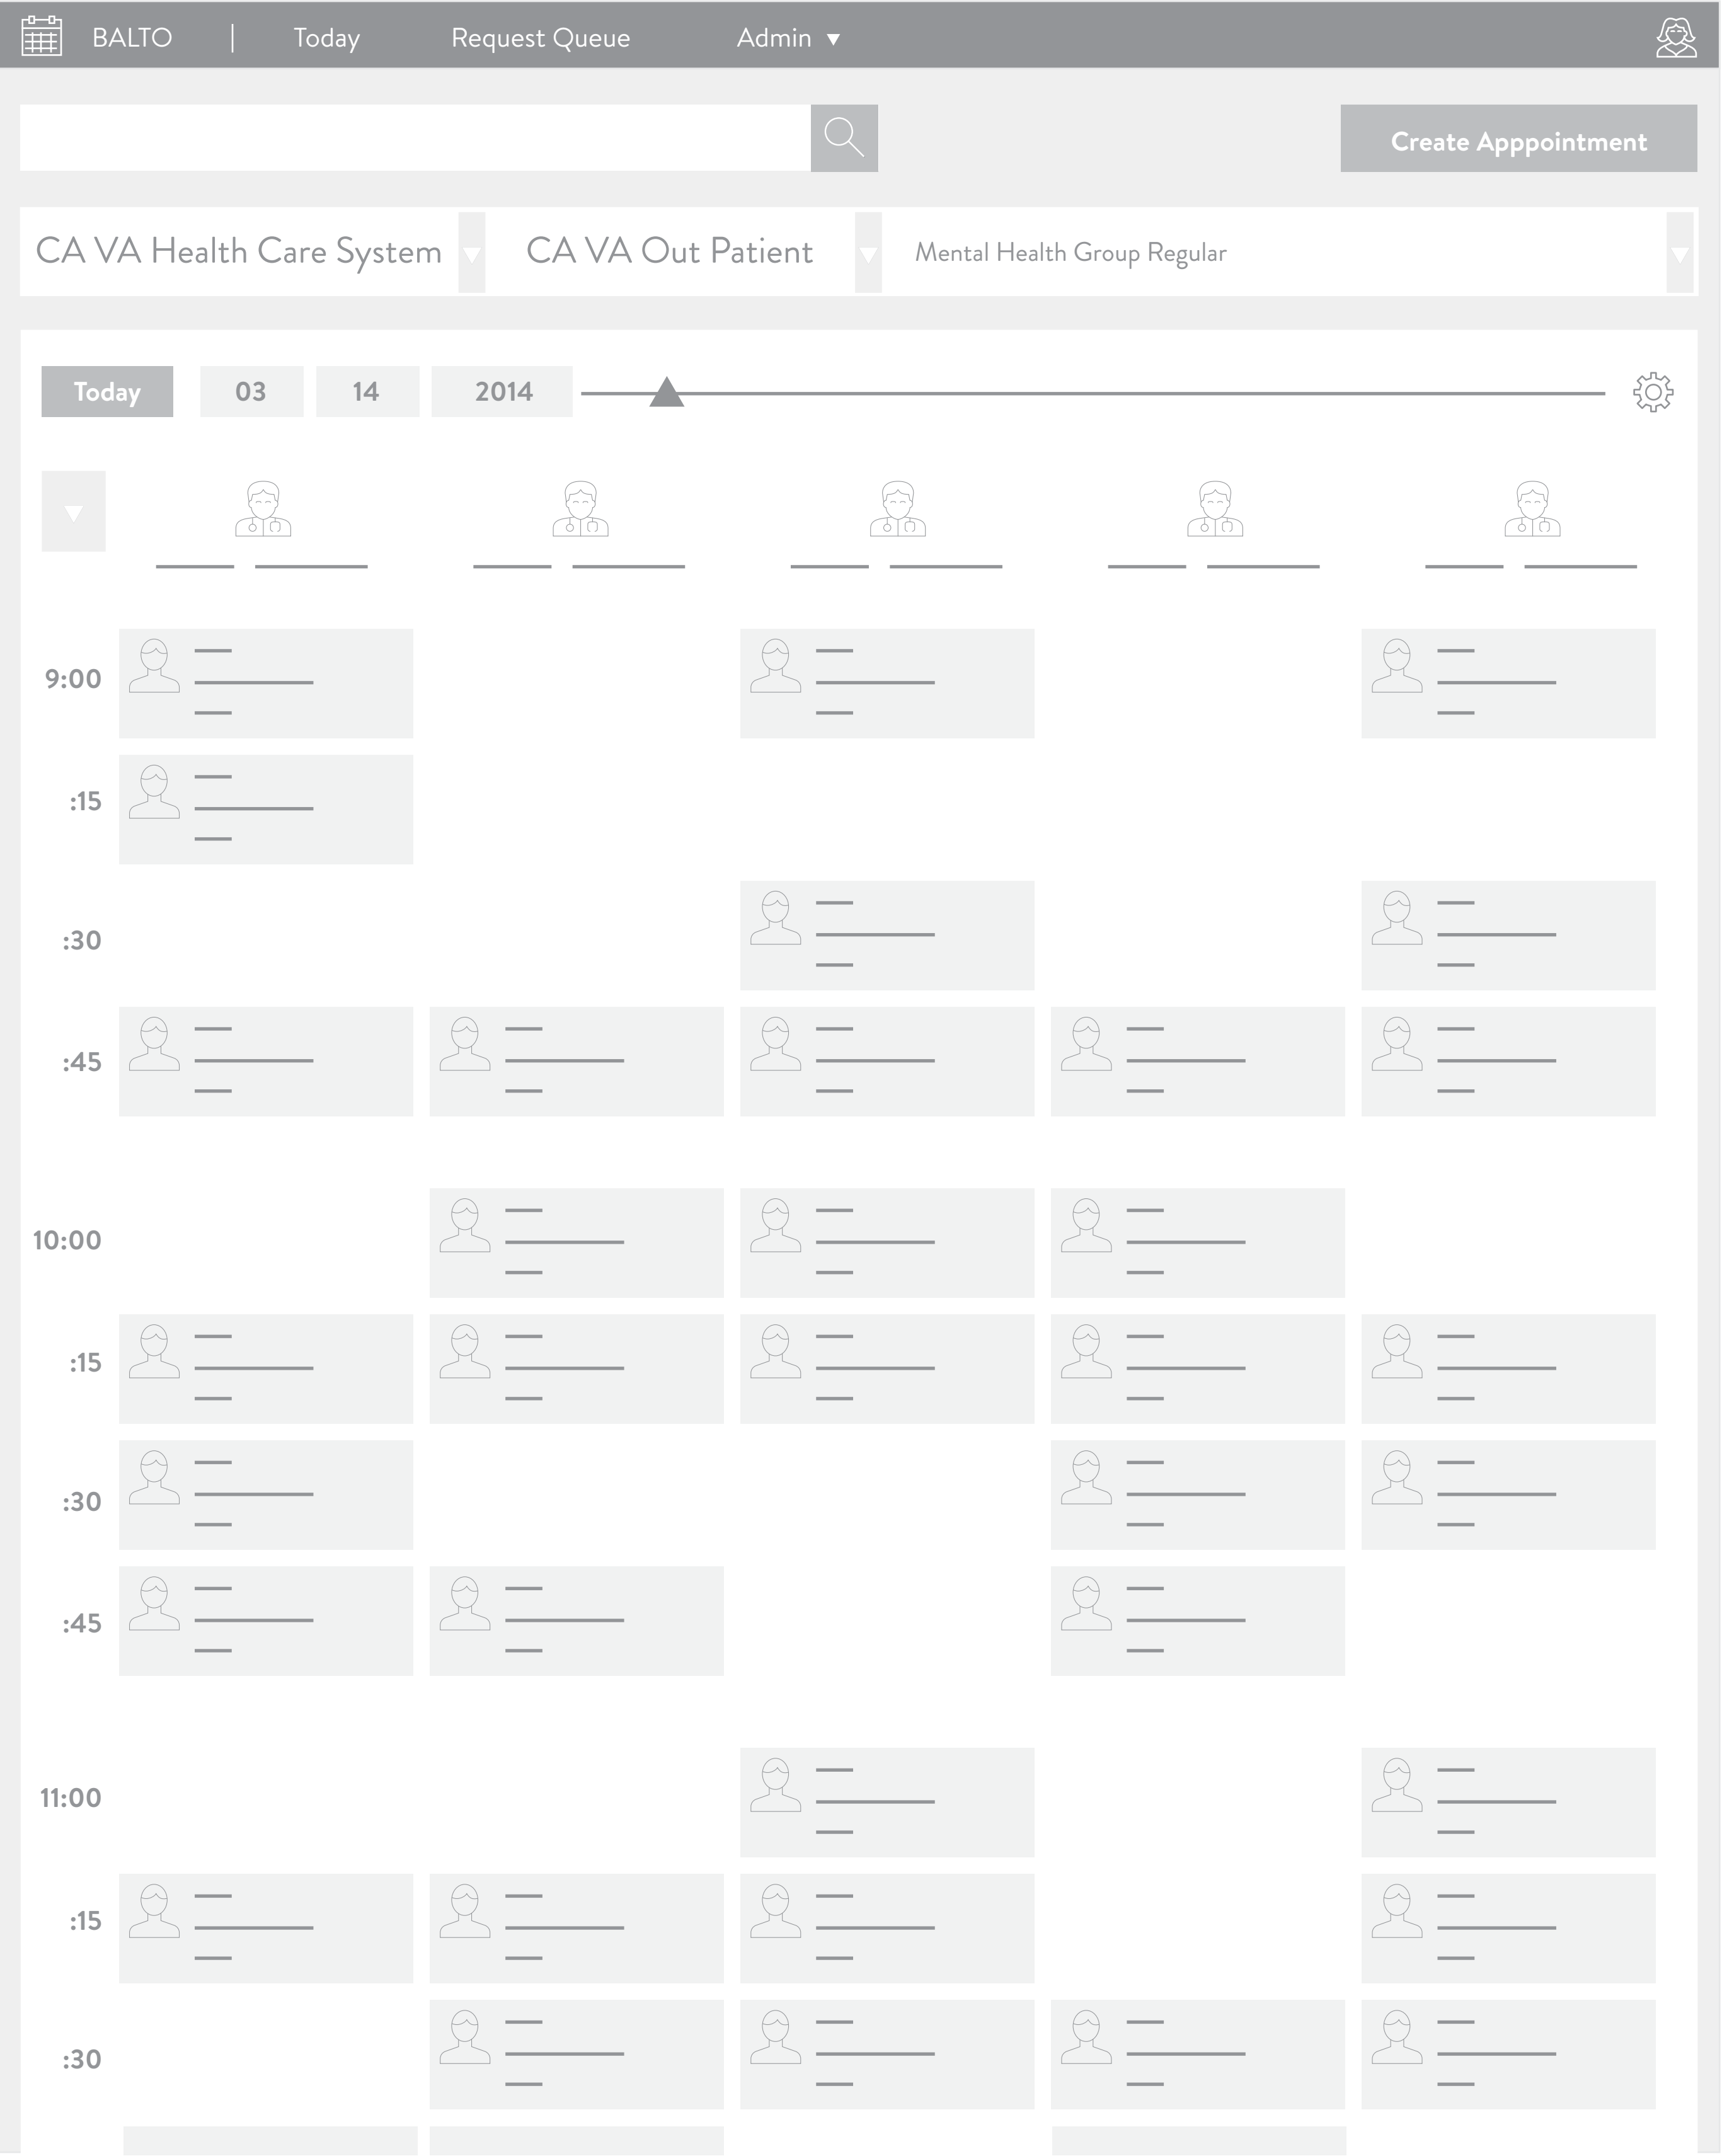 BALTO | Today Request Queue Admin ▼
Create Apppointment
CA VA Health Care System CA VA Out Patient Mental Health Group Regular
Today 03 14 2014
9:00
:15
:30
:45
10:00
:15
:30
:45
11:00
:15
:30